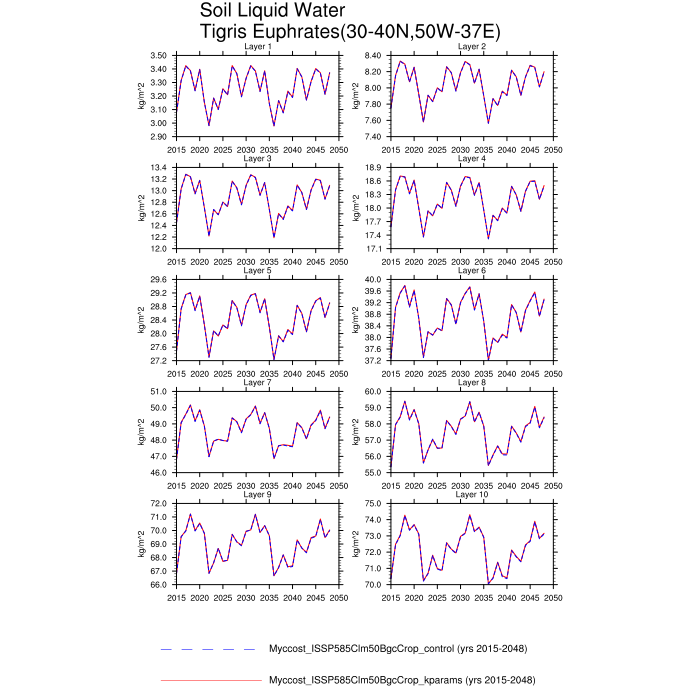 Soil Liquid Water
Tigris Euphrates(30-40N,50W-37E)
Layer 1 Layer 2
3.50 3.40 3.30 3.20 3.10 3.00 2.90
kg/m^2
2015 2020 2025 2030 2035 2040 2045 2050
8.40 8.20 8.00 7.80 7.60 7.40
kg/m^2
2015 2020 2025 2030 2035 2040 2045 2050
Layer 3 Layer 4
13.4 13.2 13.0 12.8 12.6 12.4 12.2 12.0
kg/m^2
2015 2020 2025 2030 2035 2040 2045 2050
18.9 18.6 18.3 18.0 17.7 17.4 17.1
kg/m^2
2015 2020 2025 2030 2035 2040 2045 2050
Layer 5 Layer 6
29.6 29.2 28.8 28.4 28.0 27.6 27.2
kg/m^2
2015 2020 2025 2030 2035 2040 2045 2050
40.0 39.6 39.2 38.8 38.4 38.0 37.6 37.2
kg/m^2
2015 2020 2025 2030 2035 2040 2045 2050
Layer 7 Layer 8
51.0 50.0 49.0 48.0 47.0 46.0
kg/m^2
2015 2020 2025 2030 2035 2040 2045 2050
60.0 59.0 58.0 57.0 56.0 55.0
kg/m^2
2015 2020 2025 2030 2035 2040 2045 2050
Layer 9 Layer 10
72.0 71.0 70.0 69.0 68.0 67.0 66.0
kg/m^2
2015 2020 2025 2030 2035 2040 2045 2050
75.0 74.0 73.0 72.0 71.0 70.0
kg/m^2
2015 2020 2025 2030 2035 2040 2045 2050
Myccost_ISSP585Clm50BgcCrop_control (yrs 2015-2048)
Myccost_ISSP585Clm50BgcCrop_kparams (yrs 2015-2048)